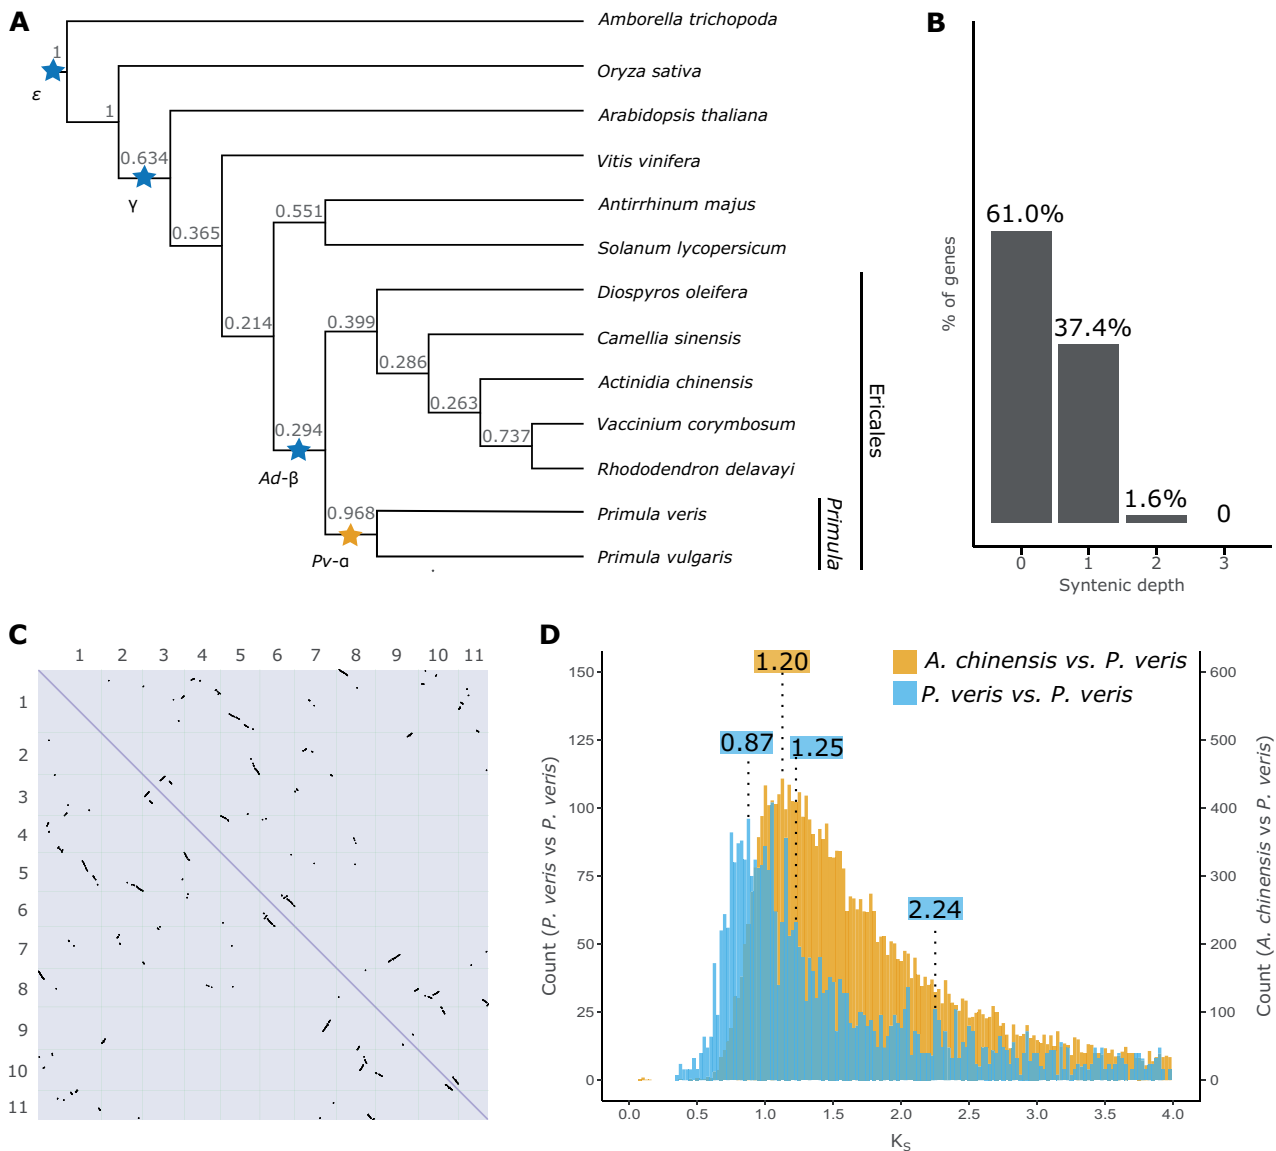 A
1
ε
1
0.634
γ
0.365
0.551
0.214
0.399
0.286
0.263
0.737
0.294
Ad-β
0.968
Pv-α
Amborella trichopoda
Oryza sativa
Arabidopsis thaliana
Vitis vinifera
Antirrhinum majus
Solanum lycopersicum
Diospyros oleifera
Camellia sinensis
Actinidia chinensis
Vaccinium corymbosum
Rhododendron delavayi
Primula veris
Primula vulgaris
Primula
Ericales
B
% of genes
61.0%
37.4%
1.6%
0
0 1 2 3
Syntenic depth
C
1 2 3 4 5 6 7 8 9 10 11
1
2
3
4
5
6
7
8
9
10
11
D
A. chinensis vs. P. veris
P. veris vs. P. veris
1.20
0.87
1.25
2.24
Count (P. veris vs P. veris)
150
125
100
75
50
25
0
600
500
400
300
200
100
0
Count (A. chinensis vs P. veris)
0.0 0.5 1.0 1.5 2.0 2.5 3.0 3.5 4.0
KS